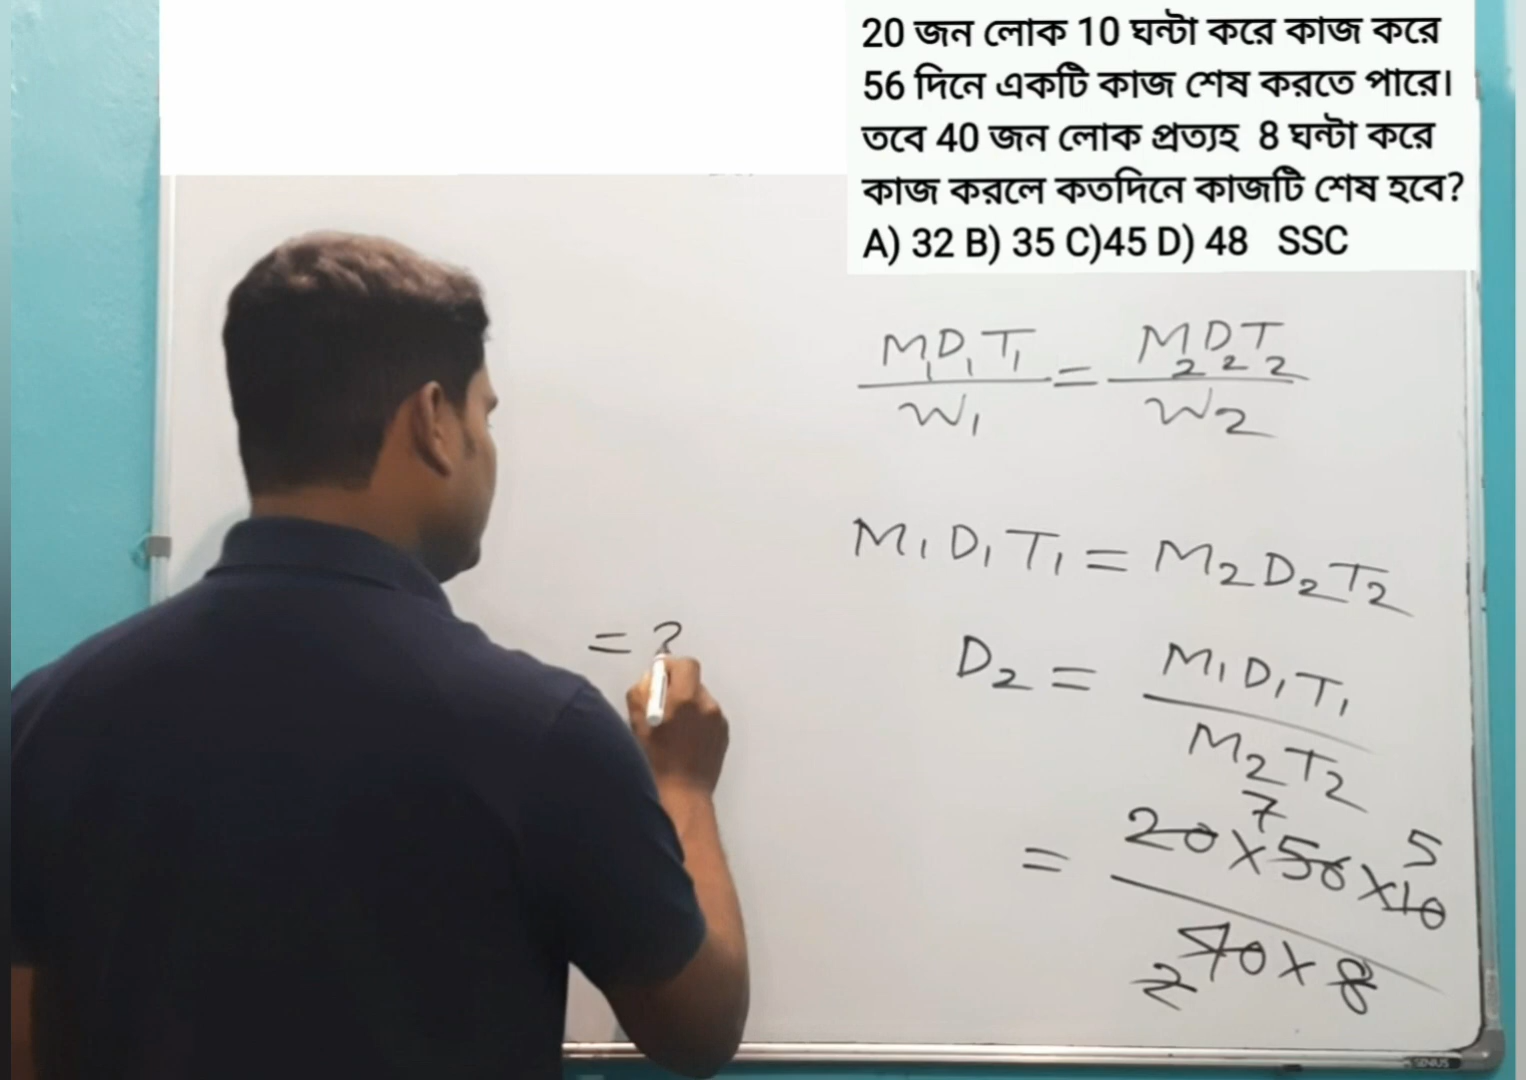 20 জন লোক 10 ঘন্টা করে কাজ করে
56 দিনে একটি কাজ শেষ করতে পারে।
তবে 40 জন লোক প্রত্যহ 8 ঘন্টা করে
কাজ করলে কতদিনে কাজটি শেষ হবে?
A) 32 B) 35 C)45 D) 48 SSC
M₁D₁T₁/W₁ = M₂D₂T₂/W₂
M₁D₁T₁ = M₂D₂T₂
D₂ = M₁D₁T₁/M₂T₂
7 5
= 20×56×10
40×8
2
= 3
GENIUS